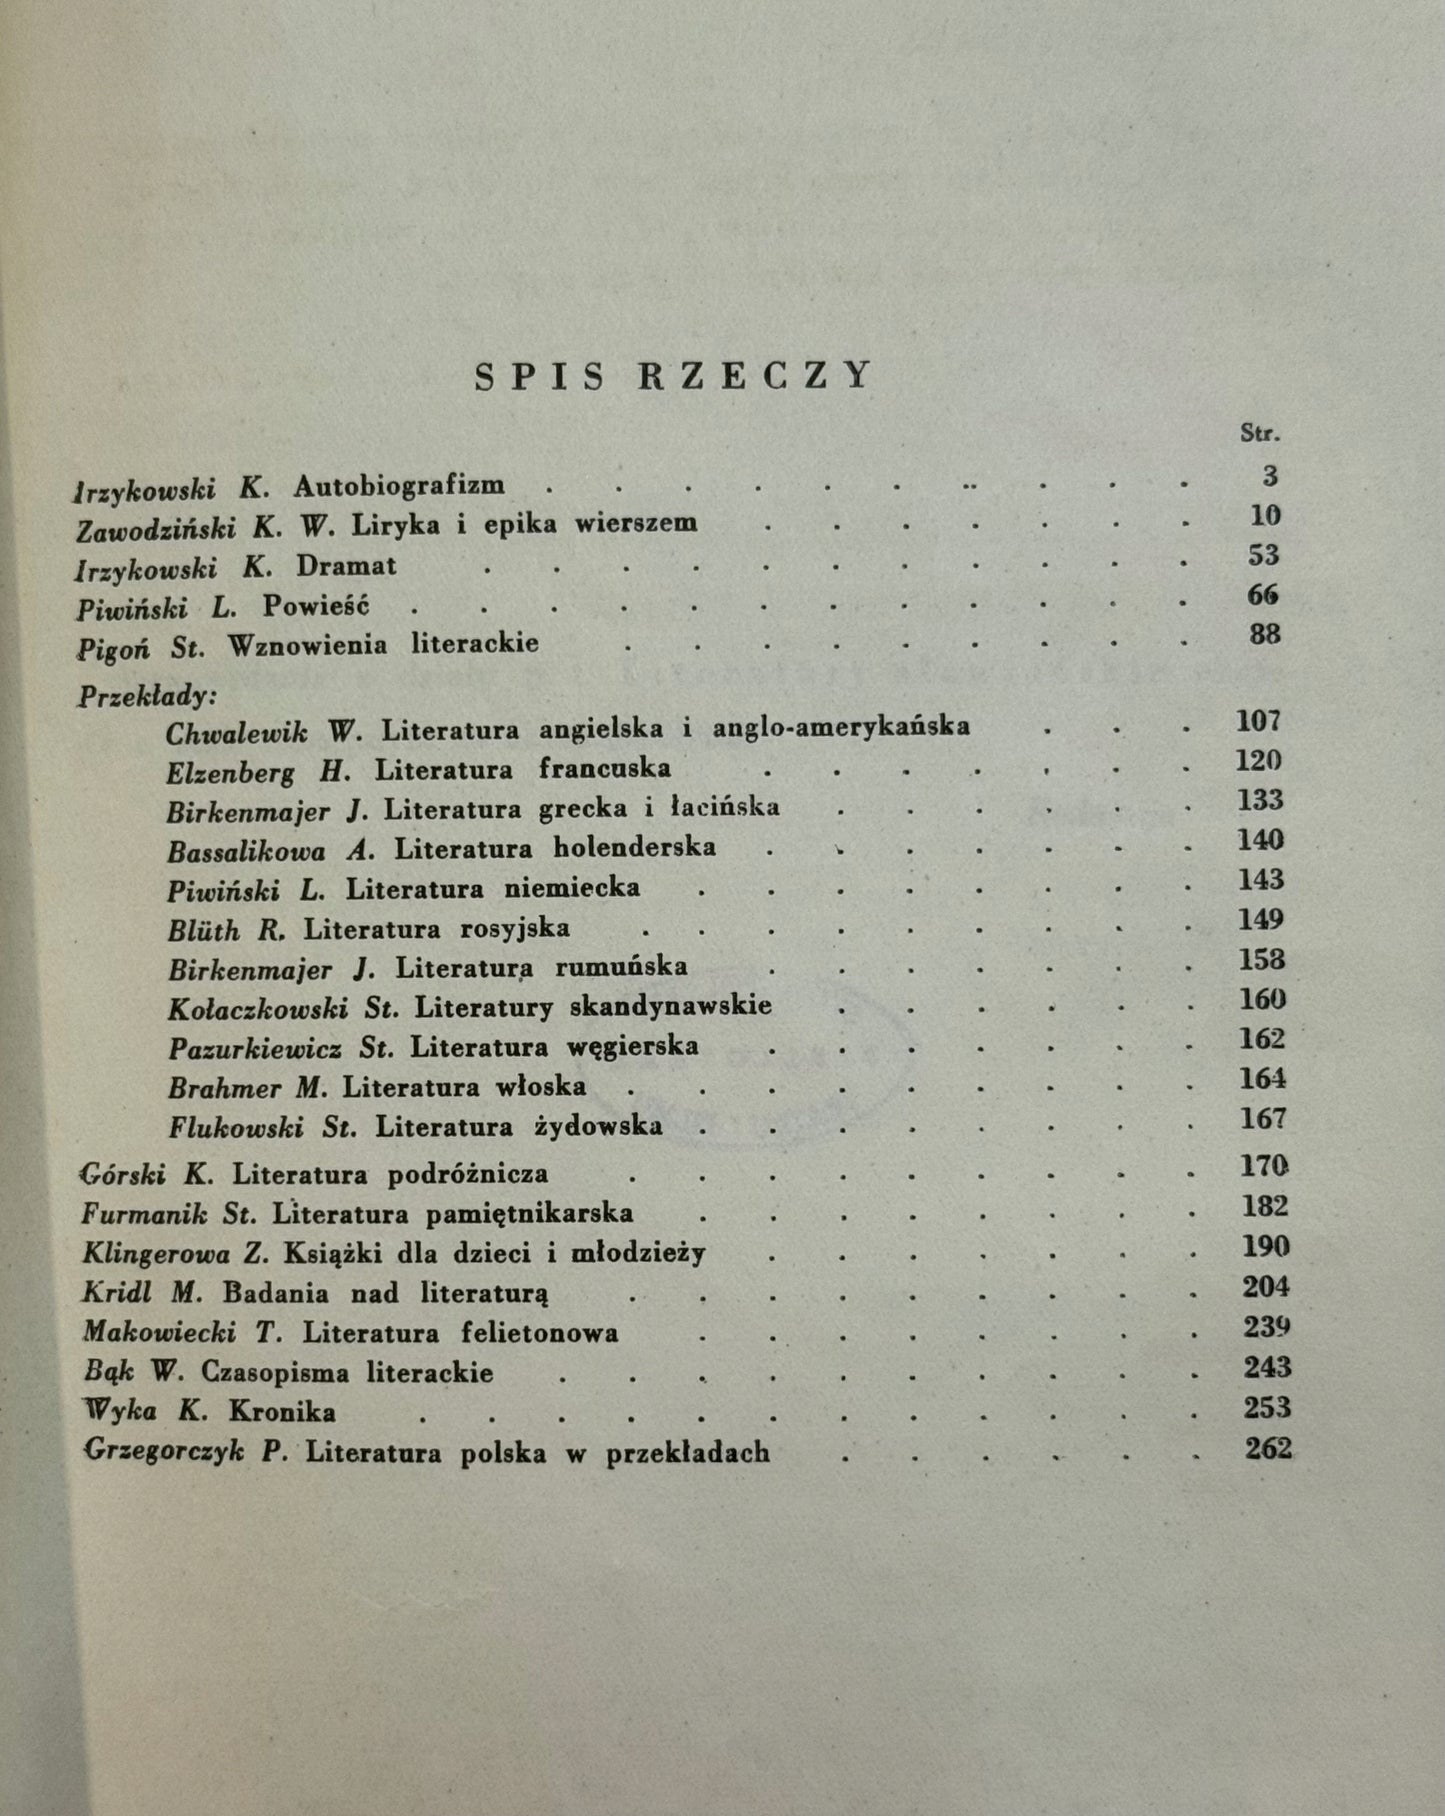 SPIS RZECZY
Str.
Irzykowski K. Autobiografizm . . . . . . .. . . . 3
Zawodziński K. W. Liryka i epika wierszem . . . . . . . 10
Irzykowski K. Dramat . . . . . . . . . . . 53
Piwiński L. Powieść . . . . . . . . . . . . 66
Pigoń St. Wznowienia literackie . . . . . . . . . 88
Przekłady:
Chwalewik W. Literatura angielska i anglo-amerykańska . . . 107
Elzenberg H. Literatura francuska . . . . . . . 120
Birkenmajer J. Literatura grecka i łacińska . . . . . . 133
Bassalikowa A. Literatura holenderska . . . . . . . 140
Piwiński L. Literatura niemiecka . . . . . . . . 143
Blüth R. Literatura rosyjska . . . . . . . . . 149
Birkenmajer J. Literatura rumuńska . . . . . . . 158
Kołaczkowski St. Literatury skandynawskie . . . . . . 160
Pazurkiewicz St. Literatura węgierska . . . . . . . 162
Brahmer M. Literatura włoska . . . . . . . . . 164
Flukowski St. Literatura żydowska . . . . . . . . 167
Górski K. Literatura podróżnicza . . . . . . . . . 170
Furmanik St. Literatura pamiętnikarska . . . . . . . . 182
Klingerowa Z. Książki dla dzieci i młodzieży . . . . . . . 190
Kridl M. Badania nad literaturą . . . . . . . . . 204
Makowiecki T. Literatura felietonowa . . . . . . . . 239
Bąk W. Czasopisma literackie . . . . . . . . . . 243
Wyka K. Kronika . . . . . . . . . . . . 253
Grzegorczyk P. Literatura polska w przekładach . . . . . . 262